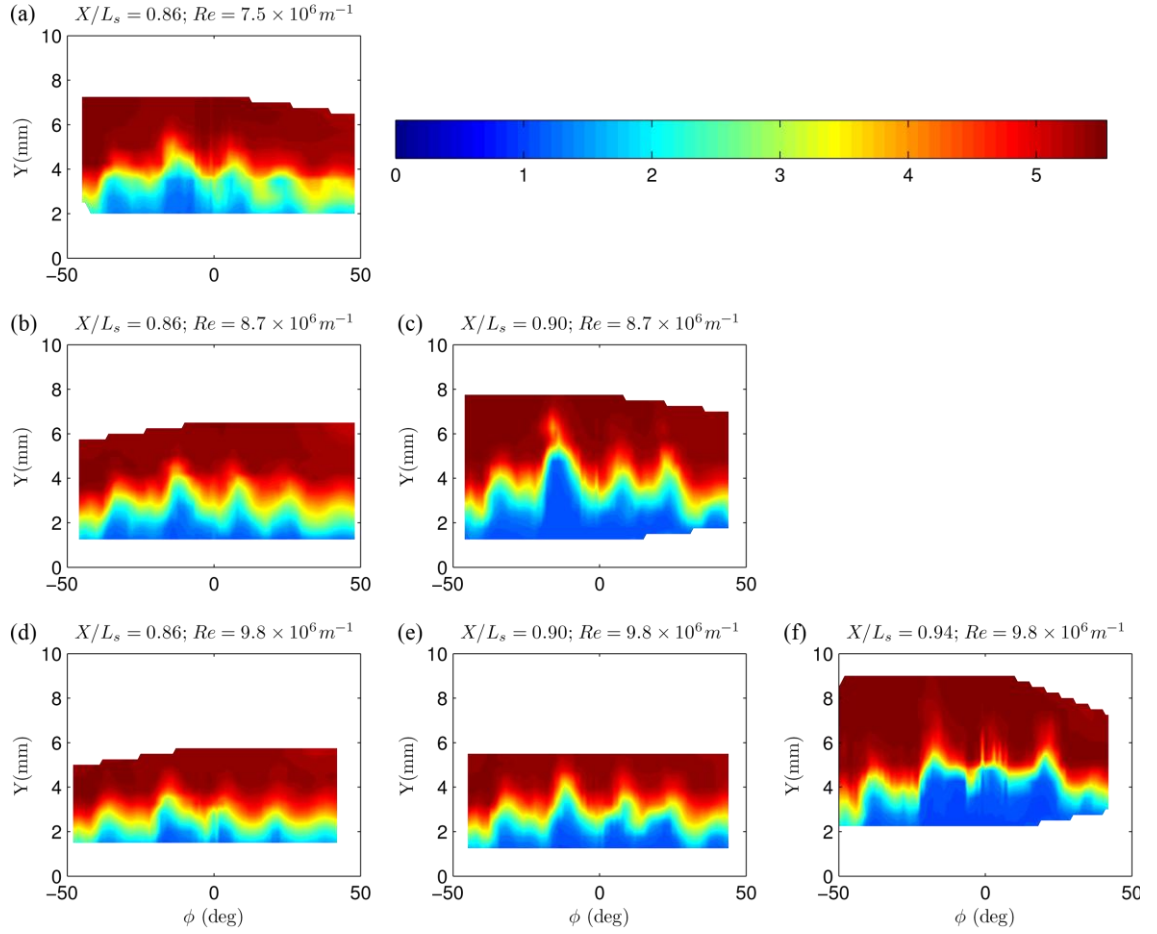 (a) X/L_s = 0.86; Re = 7.5 × 10^6 m^−1
10
8
6
4
2
0
Y(mm)
−50 0 50
0 1 2 3 4 5
(b) X/L_s = 0.86; Re = 8.7 × 10^6 m^−1
10
8
6
4
2
0
Y(mm)
−50 0 50
(c) X/L_s = 0.90; Re = 8.7 × 10^6 m^−1
10
8
6
4
2
0
Y(mm)
−50 0 50
(d) X/L_s = 0.86; Re = 9.8 × 10^6 m^−1
10
8
6
4
2
0
Y(mm)
−50 0 50
ϕ (deg)
(e) X/L_s = 0.90; Re = 9.8 × 10^6 m^−1
10
8
6
4
2
0
Y(mm)
−50 0 50
ϕ (deg)
(f) X/L_s = 0.94; Re = 9.8 × 10^6 m^−1
10
8
6
4
2
0
Y(mm)
−50 0 50
ϕ (deg)